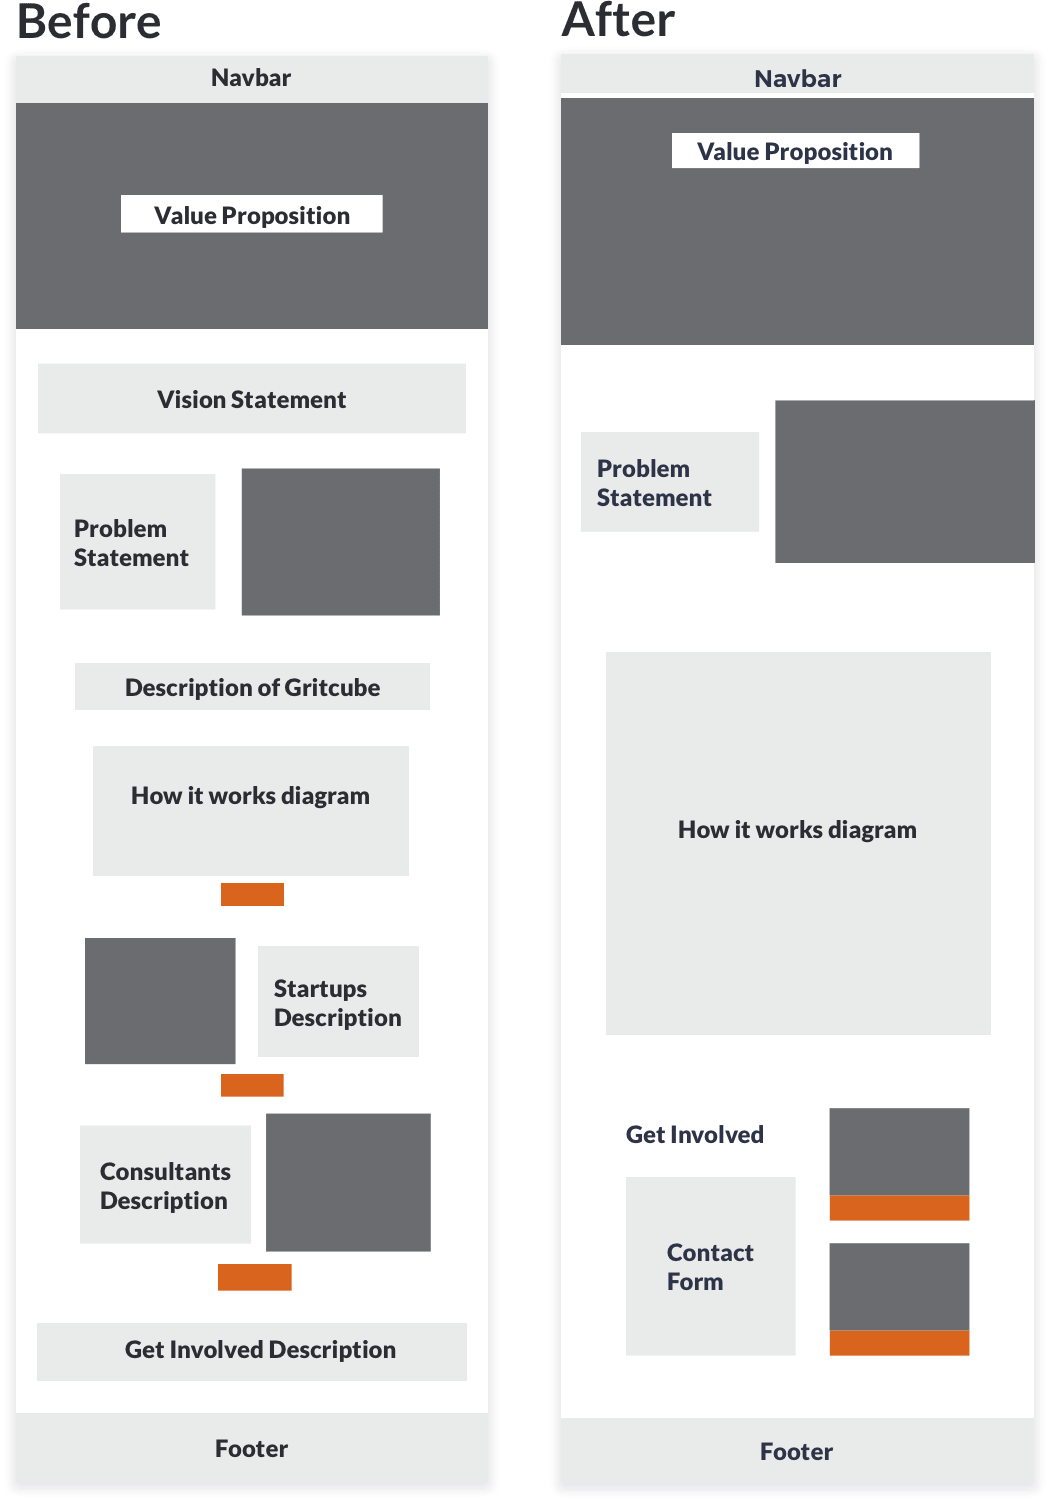 Before
Navbar
Value Proposition
Vision Statement
Problem
Statement
Description of Gritcube
How it works diagram
Startups
Description
Consultants
Description
Get Involved Description
Footer
After
Navbar
Value Proposition
Problem
Statement
How it works diagram
Get Involved
Contact
Form
Footer